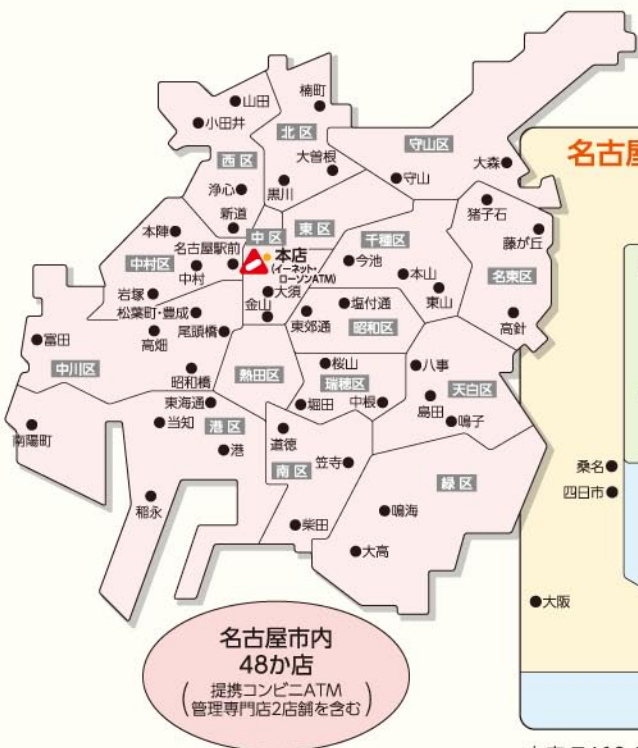 楠町
山田
小田井
北区
守山区
名古屋
大曽根
大森
西区
守山
浄心
黒川
猪子石
新道
東区
藤が丘
本陣
中区
千種区
名古屋駅前
本店
(イーネット・
ローソンATM)
今池
中村区
中村
本山
名東区
大須
東山
岩塚
金山
塩付通
松葉町・豊成
東郊通
昭和区
高針
尾頭橋
富田
高畑
中川区
昭和橋
熱田区
桜山
八事
瑞穂区
天白区
東海通
堀田
中根
島田
当知
港区
鳴子
南陽町
道徳
港
南区
笠寺
桑名
緑区
四日市
稲永
鳴海
柴田
大高
大阪
名古屋市内
48か店
(提携コンビニATM
管理専門店2店舗を含む)